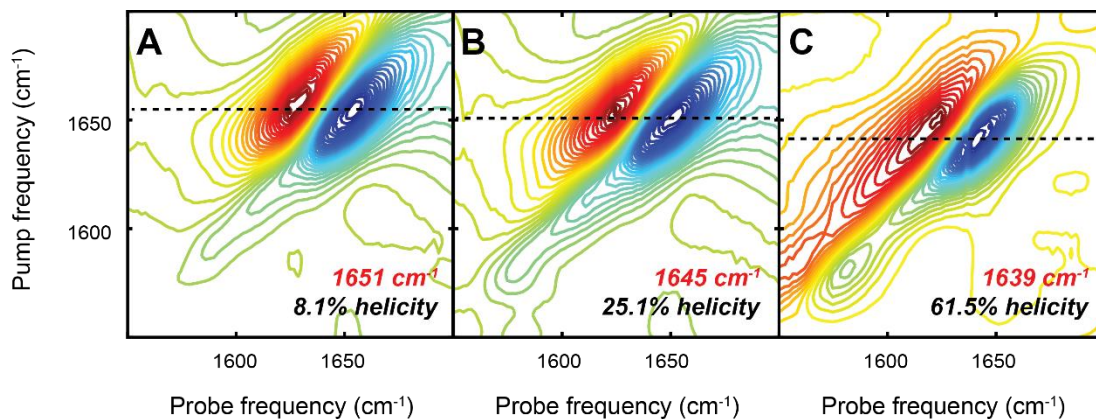 A
B
C
Pump frequency (cm⁻¹)
1650
1600
1651 cm⁻¹
8.1% helicity
1645 cm⁻¹
25.1% helicity
1639 cm⁻¹
61.5% helicity
1600
1650
1600
1650
1600
1650
Probe frequency (cm⁻¹)
Probe frequency (cm⁻¹)
Probe frequency (cm⁻¹)